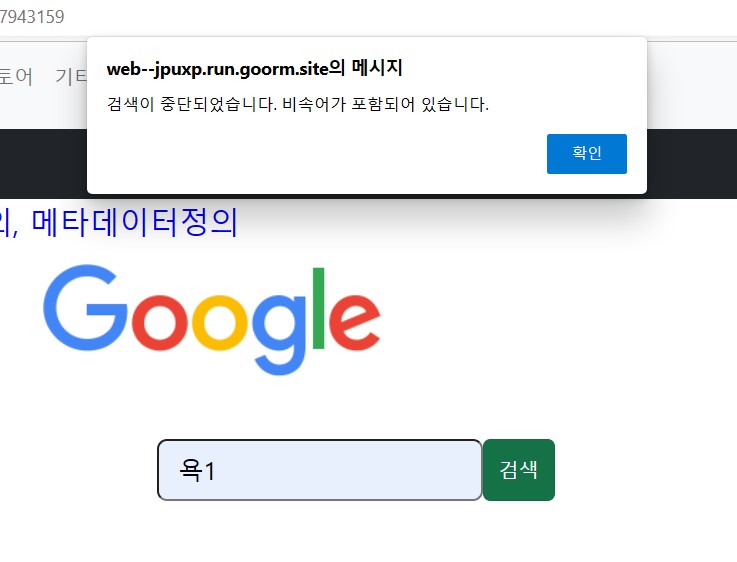 7943159
토어 기타
web--jpuxp.run.goorm.site의 메시지
검색이 중단되었습니다. 비속어가 포함되어 있습니다.
확인
의, 메타데이터정의
Google
욕1
검색